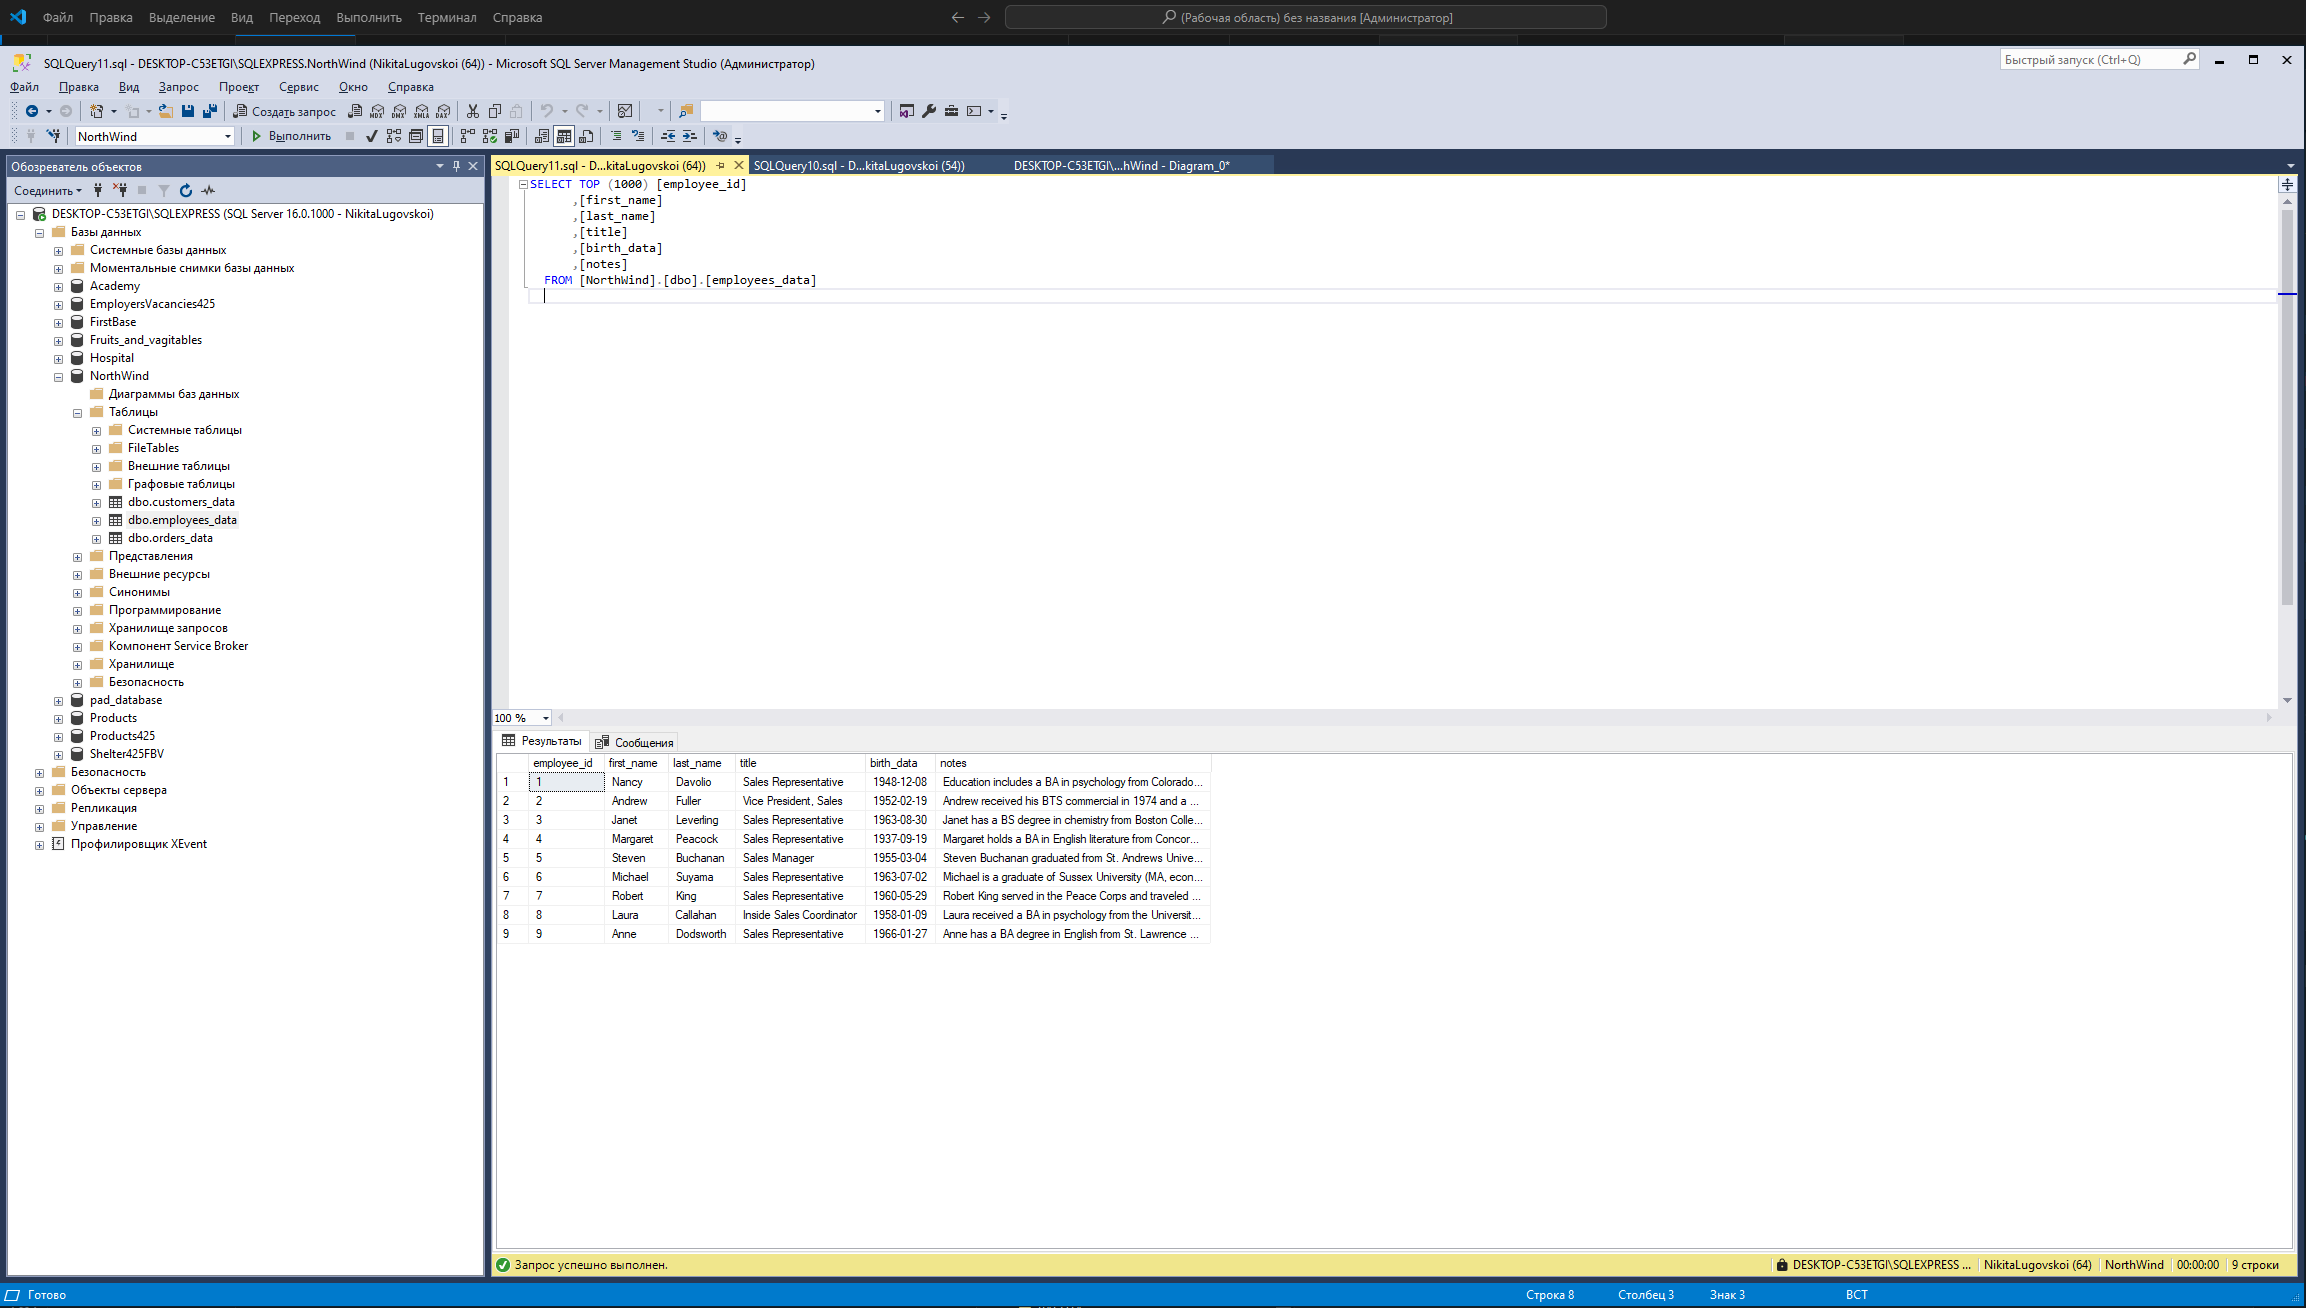 Файл Правка Выделение Вид Переход Выполнить Терминал Справка
(Рабочая область) без названия [Администратор]
SQLQuery11.sql - DESKTOP-C53ETGI\SQLEXPRESS.NorthWind (NikitaLugovskoi (64)) - Microsoft SQL Server Management Studio (Администратор)
Быстрый запуск (Ctrl+Q)
Файл Правка Вид Запрос Проект Сервис Окно Справка
Создать запрос
MDX DMX XMLA DAX
NorthWind
Выполнить
Обозреватель объектов
Соединить
DESKTOP-C53ETGI\SQLEXPRESS (SQL Server 16.0.1000 - NikitaLugovskoi)
Базы данных
Системные базы данных
Моментальные снимки базы данных
Academy
EmployersVacancies425
FirstBase
Fruits_and_vagitables
Hospital
NorthWind
Диаграммы баз данных
Таблицы
Системные таблицы
FileTables
Внешние таблицы
Графовые таблицы
dbo.customers_data
dbo.employees_data
dbo.orders_data
Представления
Внешние ресурсы
Синонимы
Программирование
Хранилище запросов
Компонент Service Broker
Хранилище
Безопасность
pad_database
Products
Products425
Shelter425FBV
Безопасность
Объекты сервера
Репликация
Управление
Профилировщик XEvent
SQLQuery11.sql - D...kitaLugovskoi (64))
SQLQuery10.sql - D...kitaLugovskoi (54))
DESKTOP-C53ETGI\...hWind - Diagram_0*
SELECT TOP (1000) [employee_id]
,[first_name]
,[last_name]
,[title]
,[birth_data]
,[notes]
FROM [NorthWind].[dbo].[employees_data]
100 %
Результаты Сообщения
employee_id first_name last_name title birth_data notes
1 1 Nancy Davolio Sales Representative 1948-12-08 Education includes a BA in psychology from Colorado...
2 2 Andrew Fuller Vice President, Sales 1952-02-19 Andrew received his BTS commercial in 1974 and a ...
3 3 Janet Leverling Sales Representative 1963-08-30 Janet has a BS degree in chemistry from Boston Colle...
4 4 Margaret Peacock Sales Representative 1937-09-19 Margaret holds a BA in English literature from Concor...
5 5 Steven Buchanan Sales Manager 1955-03-04 Steven Buchanan graduated from St. Andrews Unive...
6 6 Michael Suyama Sales Representative 1963-07-02 Michael is a graduate of Sussex University (MA, econ...
7 7 Robert King Sales Representative 1960-05-29 Robert King served in the Peace Corps and traveled ...
8 8 Laura Callahan Inside Sales Coordinator 1958-01-09 Laura received a BA in psychology from the Universit...
9 9 Anne Dodsworth Sales Representative 1966-01-27 Anne has a BA degree in English from St. Lawrence ...
Запрос успешно выполнен.
DESKTOP-C53ETGI\SQLEXPRESS ... NikitaLugovskoi (64) NorthWind 00:00:00 9 строки
Готово
Строка 8 Столбец 3 Знак 3 ВСТ